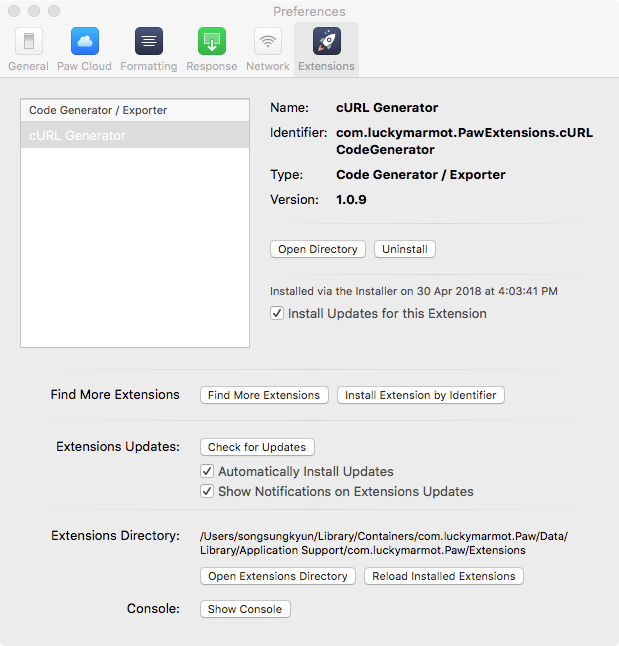 Preferences
General Paw Cloud Formatting Response Network Extensions
Code Generator / Exporter
cURL Generator
Name: cURL Generator
Identifier: com.luckymarmot.PawExtensions.cURL
CodeGenerator
Type: Code Generator / Exporter
Version: 1.0.9
Open Directory Uninstall
Installed via the Installer on 30 Apr 2018 at 4:03:41 PM
Install Updates for this Extension
Find More Extensions Find More Extensions Install Extension by Identifier
Extensions Updates: Check for Updates
Automatically Install Updates
Show Notifications on Extensions Updates
Extensions Directory: /Users/songsungkyun/Library/Containers/com.luckymarmot.Paw/Data/
Library/Application Support/com.luckymarmot.Paw/Extensions
Open Extensions Directory Reload Installed Extensions
Console: Show Console